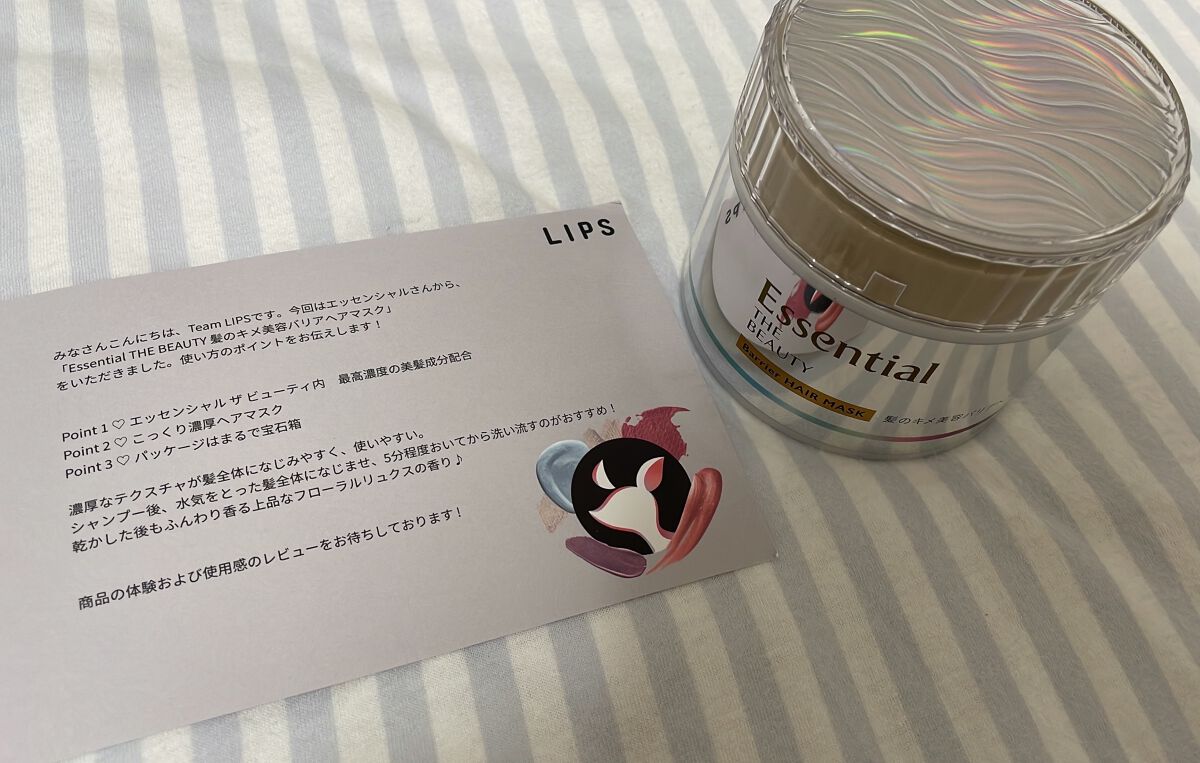 LIPS
みなさんこんにちは、Team LIPSです。今回はエッセンシャルさんから、
「Essential THE BEAUTY 髪のキメ美容バリアヘアマスク」
をいただきました。使い方のポイントをお伝えします!
Point 1 ♡ エッセンシャル ザ ビューティ内 最高濃度の美髪成分配合
Point 2 ♡ こっくり濃厚ヘアマスク
Point 3 ♡ パッケージはまるで宝石箱
濃厚なテクスチャが髪全体になじみやすく、使いやすい。
シャンプー後、水気をとった髪全体になじませ、5分程度おいてから洗い流すのがおすすめ!
乾かした後もふんわり香る上品なフローラルリュクスの香り♪
商品の体験および使用感のレビューをお待ちしております!
Essential
THE
BEAUTY
Barrier HAIR MASK
髪のキメ美容バリア